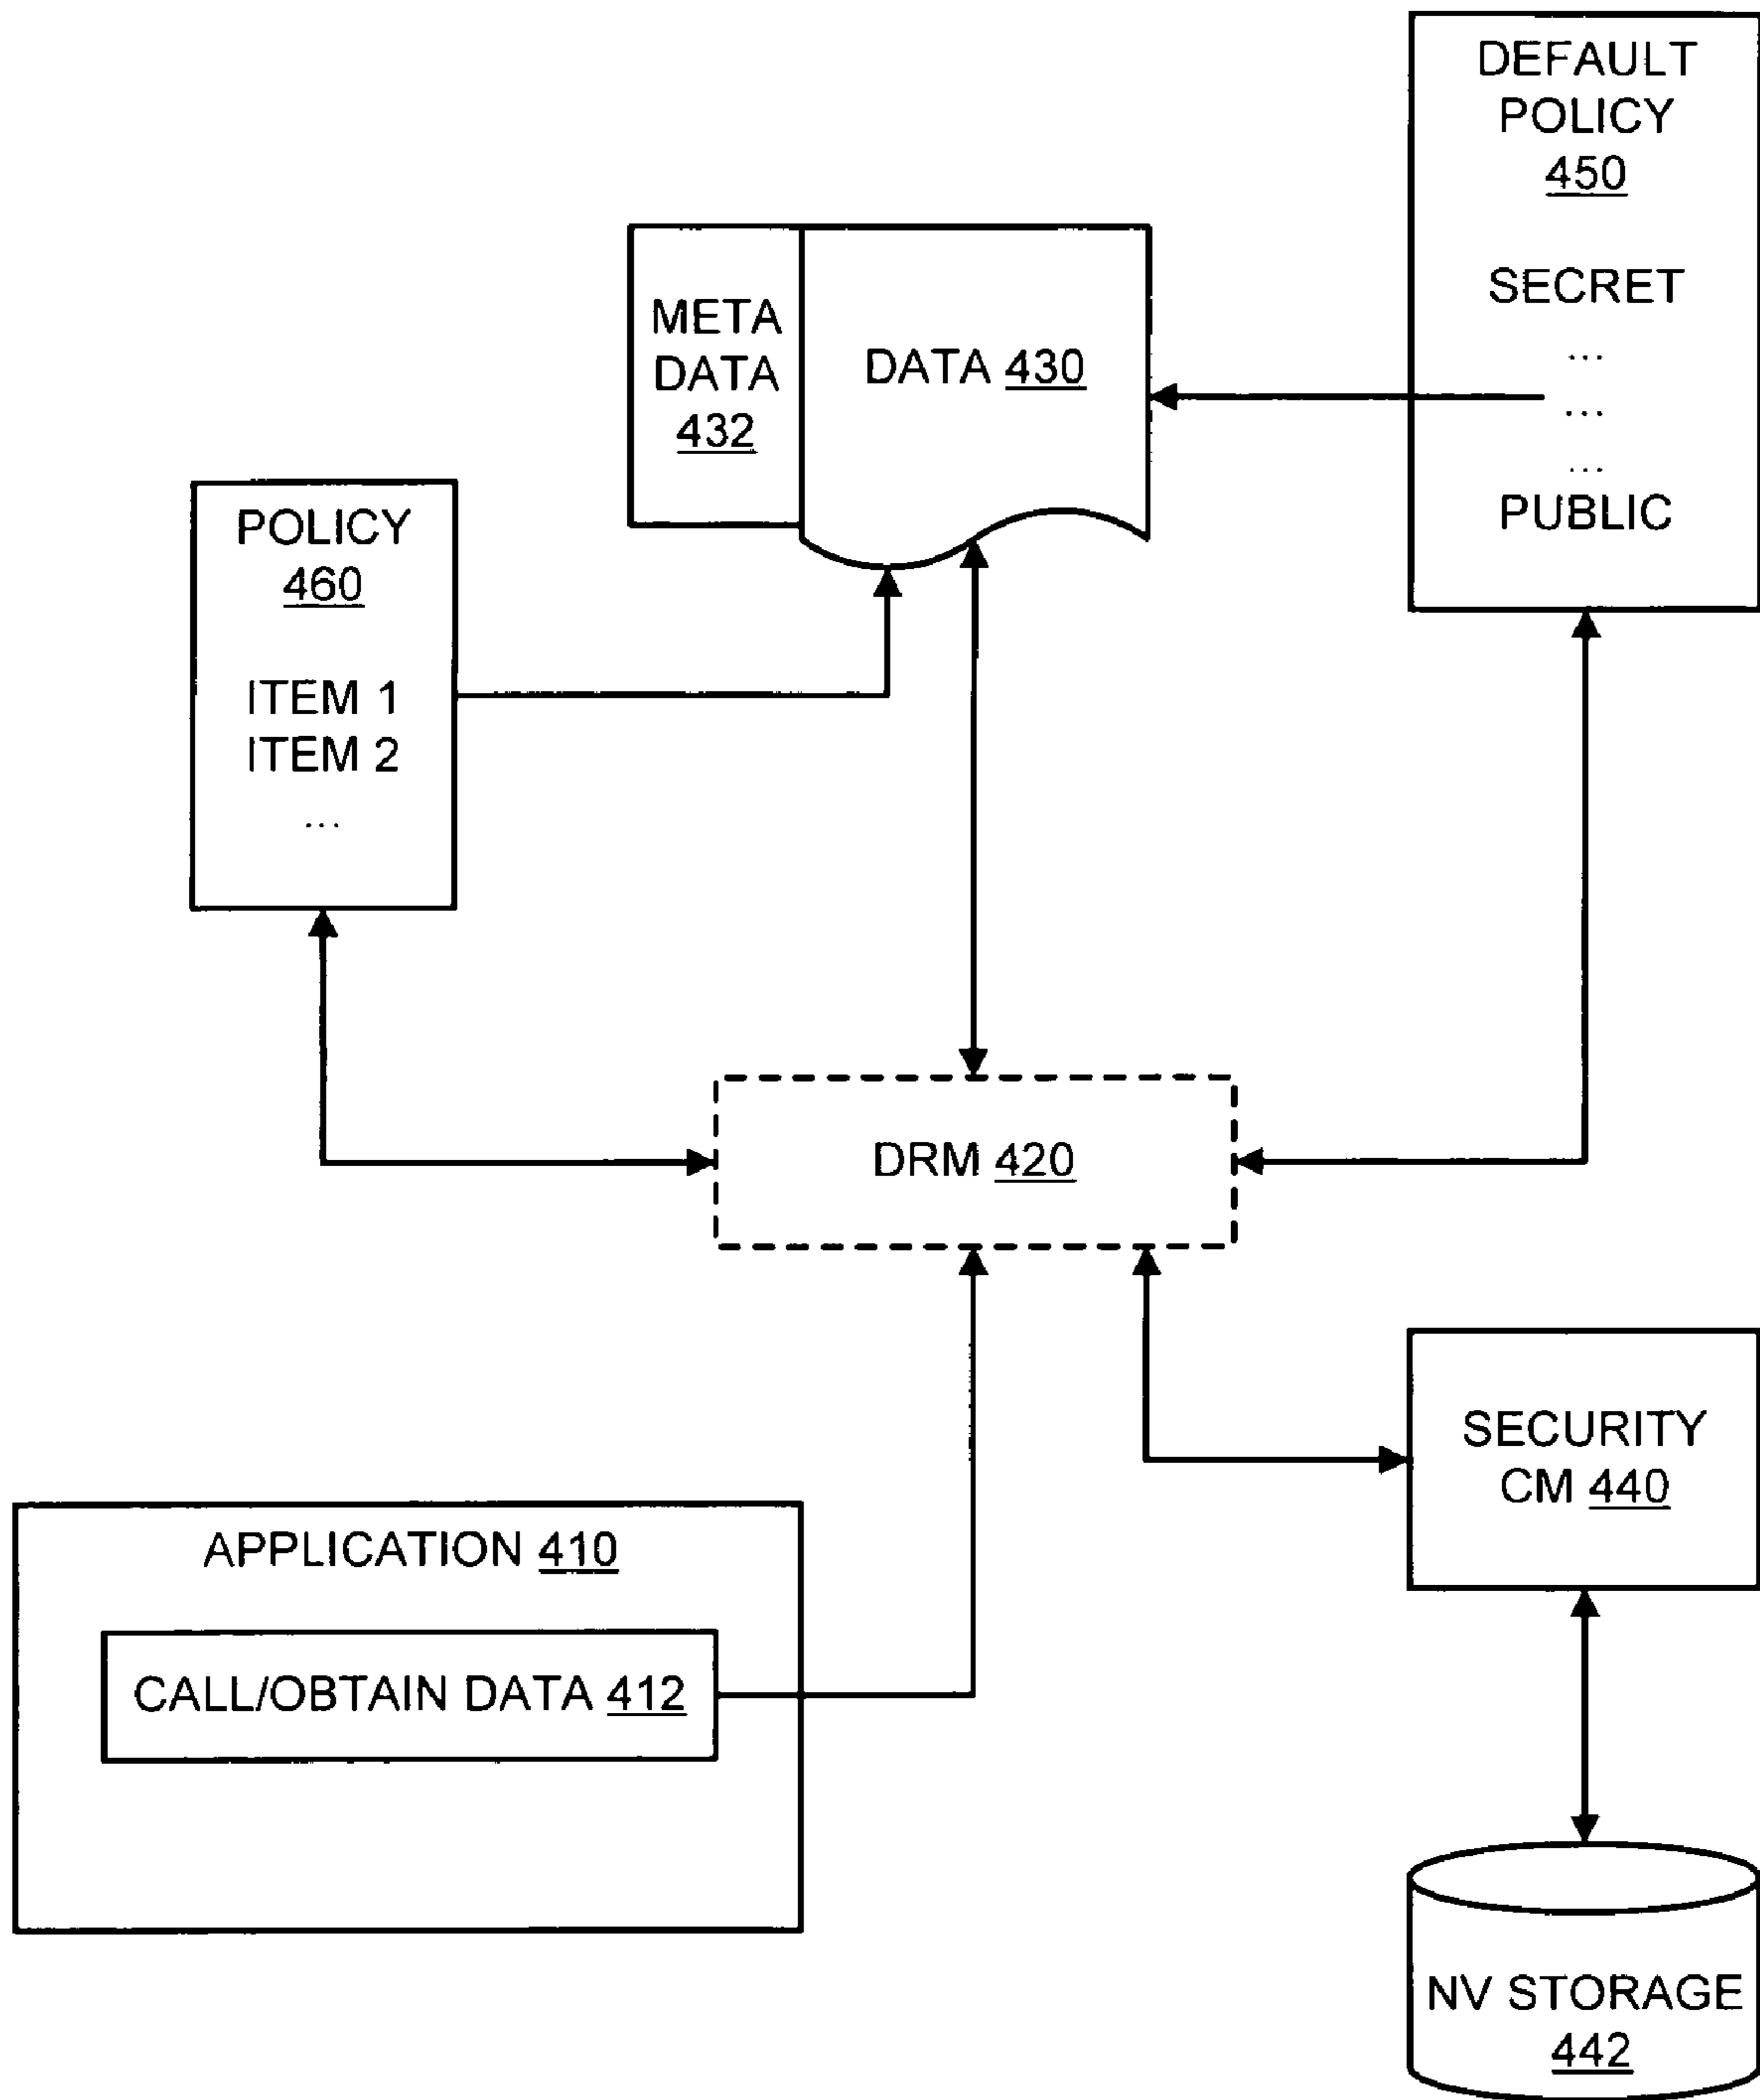 DEFAULT
POLICY
450
SECRET
...
...
...
PUBLIC
META
DATA
432
DATA 430
POLICY
460
ITEM 1
ITEM 2
...
DRM 420
SECURITY
CM 440
APPLICATION 410
CALL/OBTAIN DATA 412
NV STORAGE
442